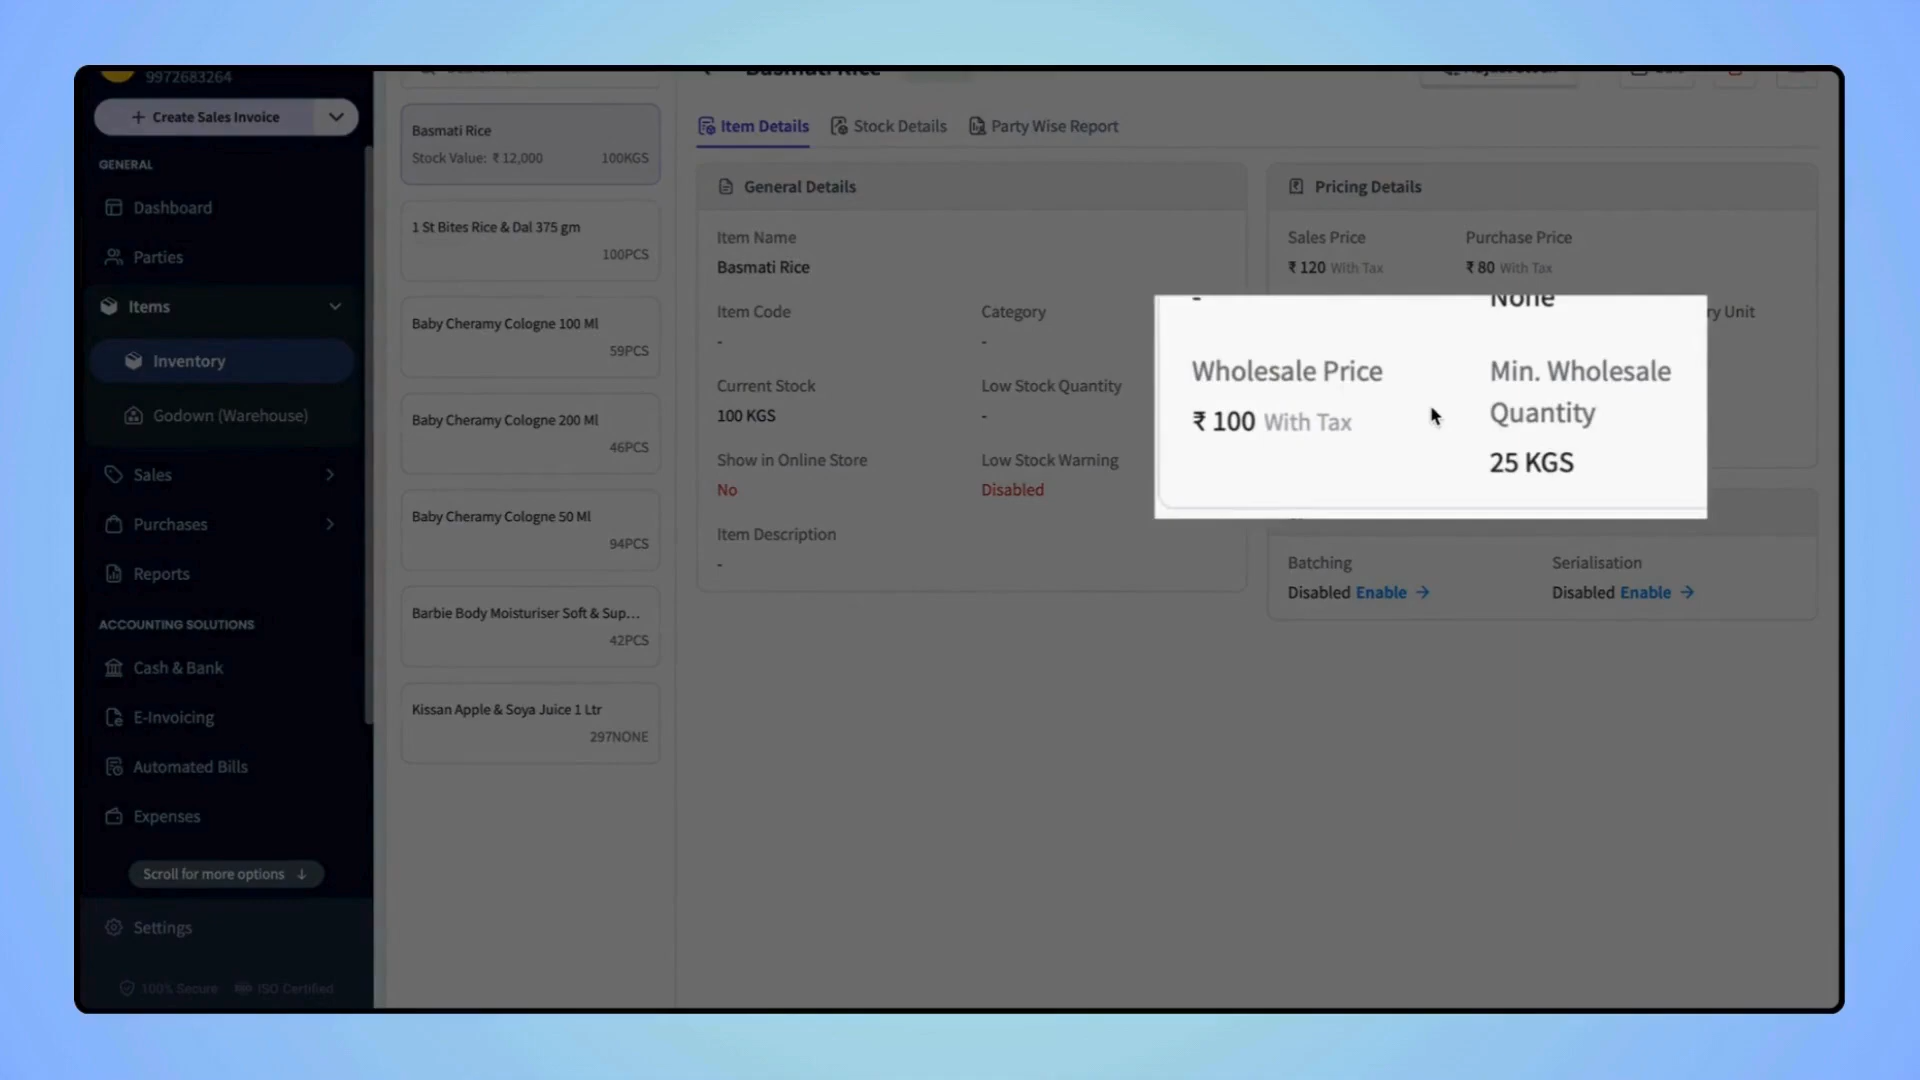 9972683264
+ Create Sales Invoice
GENERAL
Dashboard
Parties
Items
Inventory
Godown (Warehouse)
Sales
Purchases
Reports
ACCOUNTING SOLUTIONS
Cash & Bank
E-Invoicing
Automated Bills
Expenses
Scroll for more options ↓
Settings
100% Secure ISO Certified
Basmati Rice
Stock Value: ₹ 12,000 100KGS
1 St Bites Rice & Dal 375 gm
100PCS
Baby Cheramy Cologne 100 Ml
59PCS
Baby Cheramy Cologne 200 Ml
46PCS
Baby Cheramy Cologne 50 Ml
94PCS
Barbie Body Moisturiser Soft & Sup...
42PCS
Kissan Apple & Soya Juice 1 Ltr
297NONE
Basmati Rice
Item Details Stock Details Party Wise Report
General Details
Item Name
Basmati Rice
Item Code Category
- -
Current Stock Low Stock Quantity
100 KGS -
Show in Online Store Low Stock Warning
No Disabled
Item Description
-
Pricing Details
Sales Price Purchase Price
₹ 120 With Tax ₹ 80 With Tax
ry Unit
- None
Wholesale Price Min. Wholesale
Quantity
₹ 100 With Tax
25 KGS
Batching Serialisation
Disabled Enable → Disabled Enable →